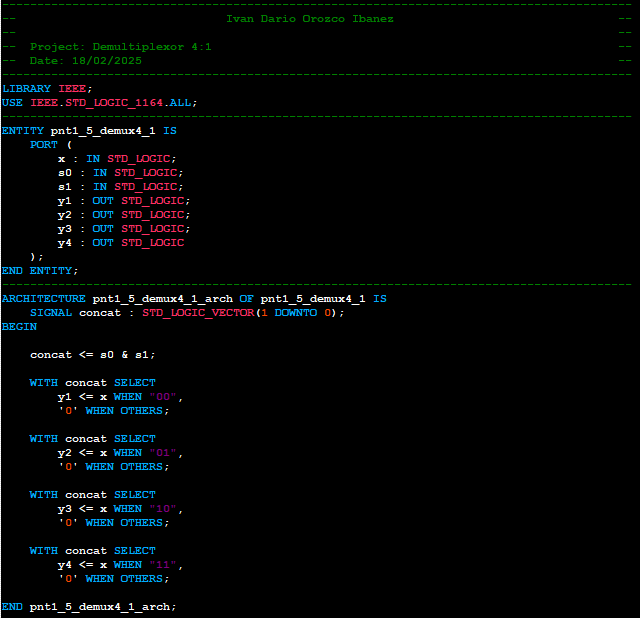 ------------------------------------------------------------------------------------------
-- Ivan Dario Orozco Ibanez --
-- --
-- Project: Demultiplexor 4:1 --
-- Date: 18/02/2025 --
------------------------------------------------------------------------------------------
LIBRARY IEEE;
USE IEEE.STD_LOGIC_1164.ALL;
------------------------------------------------------------------------------------------
ENTITY pnt1_5_demux4_1 IS
    PORT (
        x : IN STD_LOGIC;
        s0 : IN STD_LOGIC;
        s1 : IN STD_LOGIC;
        y1 : OUT STD_LOGIC;
        y2 : OUT STD_LOGIC;
        y3 : OUT STD_LOGIC;
        y4 : OUT STD_LOGIC
    );
END ENTITY;
------------------------------------------------------------------------------------------
ARCHITECTURE pnt1_5_demux4_1_arch OF pnt1_5_demux4_1 IS
    SIGNAL concat : STD_LOGIC_VECTOR(1 DOWNTO 0);
BEGIN
    concat <= s0 & s1;
    WITH concat SELECT
        y1 <= x WHEN "00",
        '0' WHEN OTHERS;
    WITH concat SELECT
        y2 <= x WHEN "01",
        '0' WHEN OTHERS;
    WITH concat SELECT
        y3 <= x WHEN "10",
        '0' WHEN OTHERS;
    WITH concat SELECT
        y4 <= x WHEN "11",
        '0' WHEN OTHERS;
END pnt1_5_demux4_1_arch;